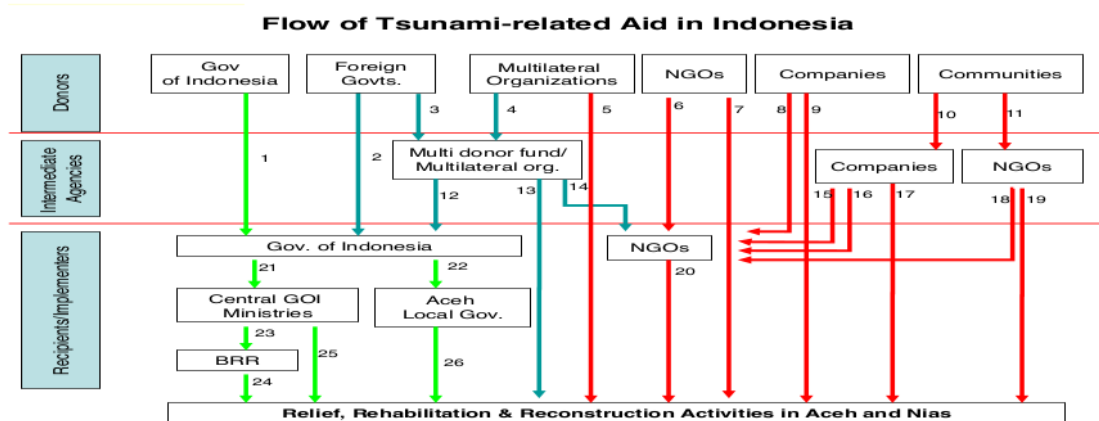 Flow of Tsunami-related Aid in Indonesia
Donors
Gov
of Indonesia
Foreign
Govts.
Multilateral
Organizations
NGOs
Companies
Communities
1
2
3
4
5
6
7
8
9
10
11
Intermediate
Agencies
Multi donor fund/
Multilateral org.
Companies
NGOs
12
13
14
15
16
17
18
19
Recipients/Implementers
Gov. of Indonesia
NGOs
20
21
22
Central GOI
Ministries
Aceh
Local Gov.
23
25
26
BRR
24
Relief, Rehabilitation & Reconstruction Activities in Aceh and Nias